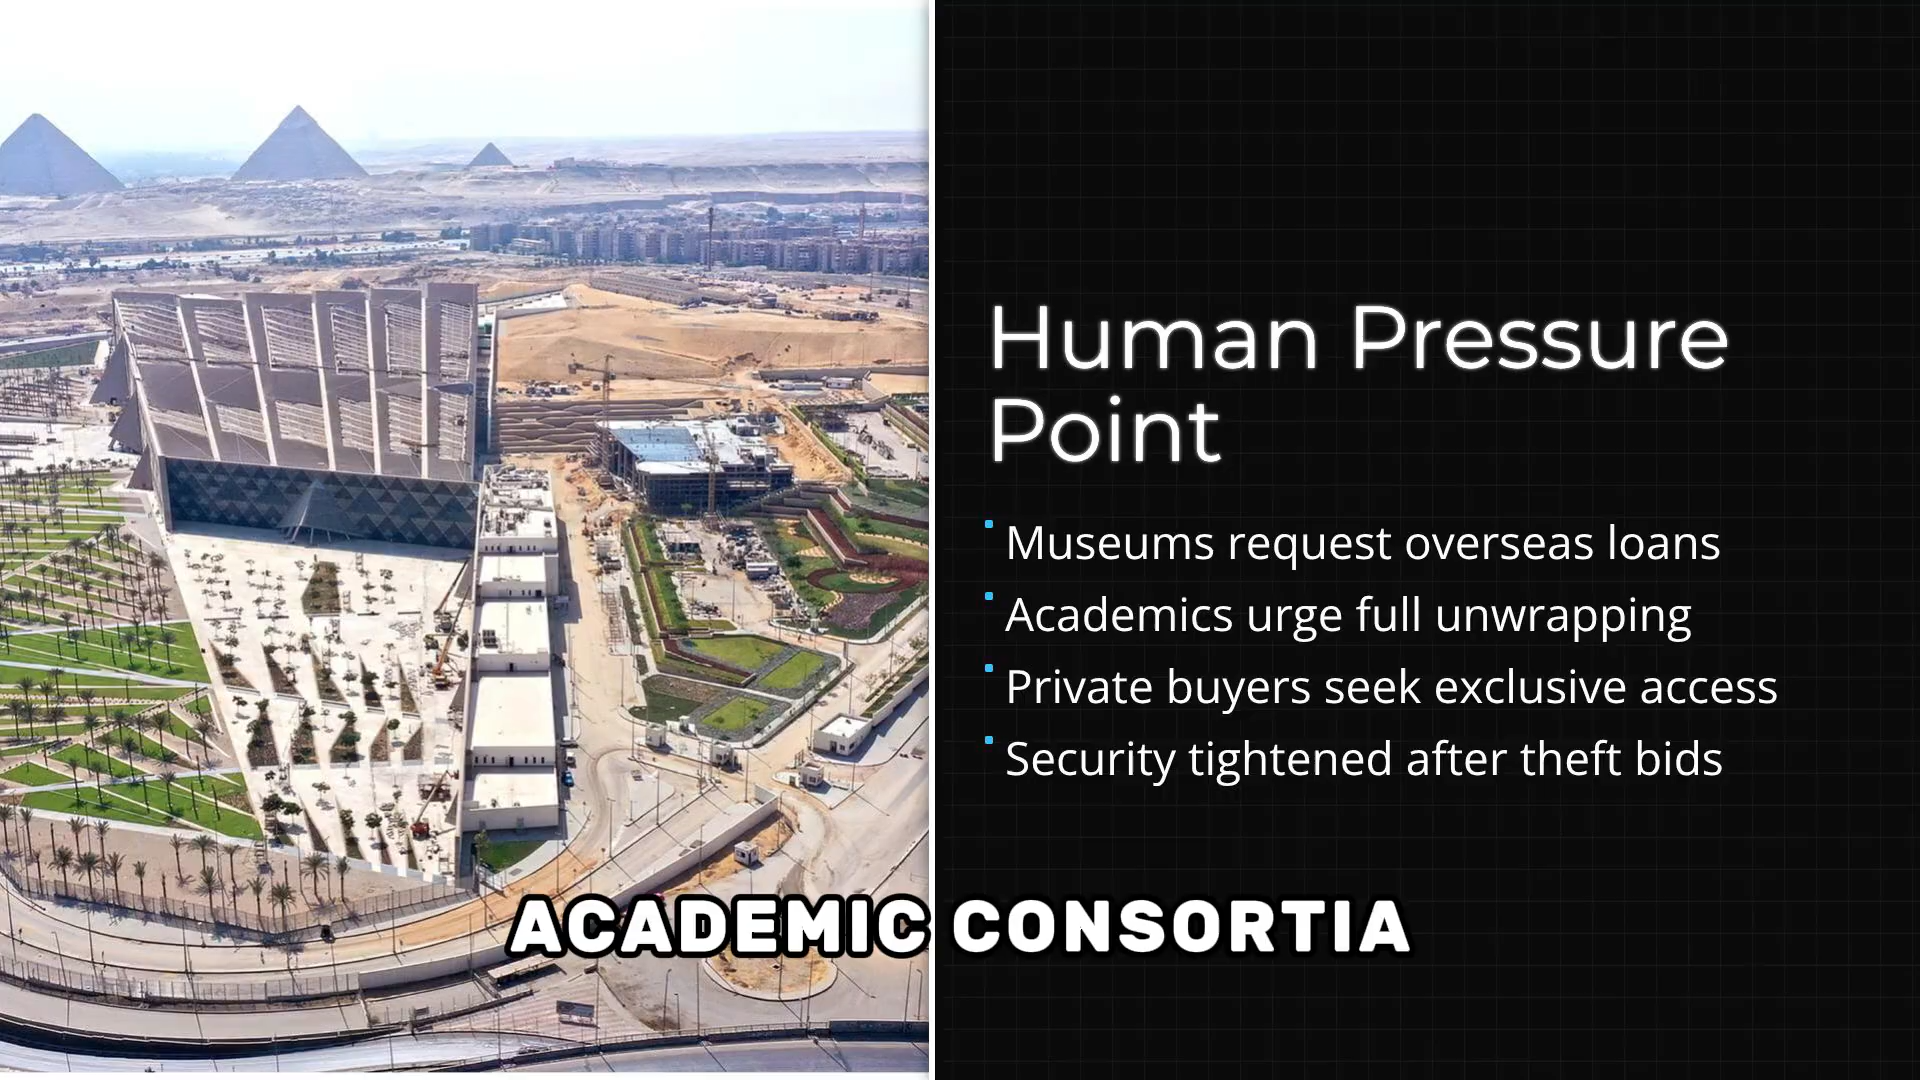 Human Pressure
Point
Museums request overseas loans
Academics urge full unwrapping
Private buyers seek exclusive access
Security tightened after theft bids
ACADEMIC CONSORTIA